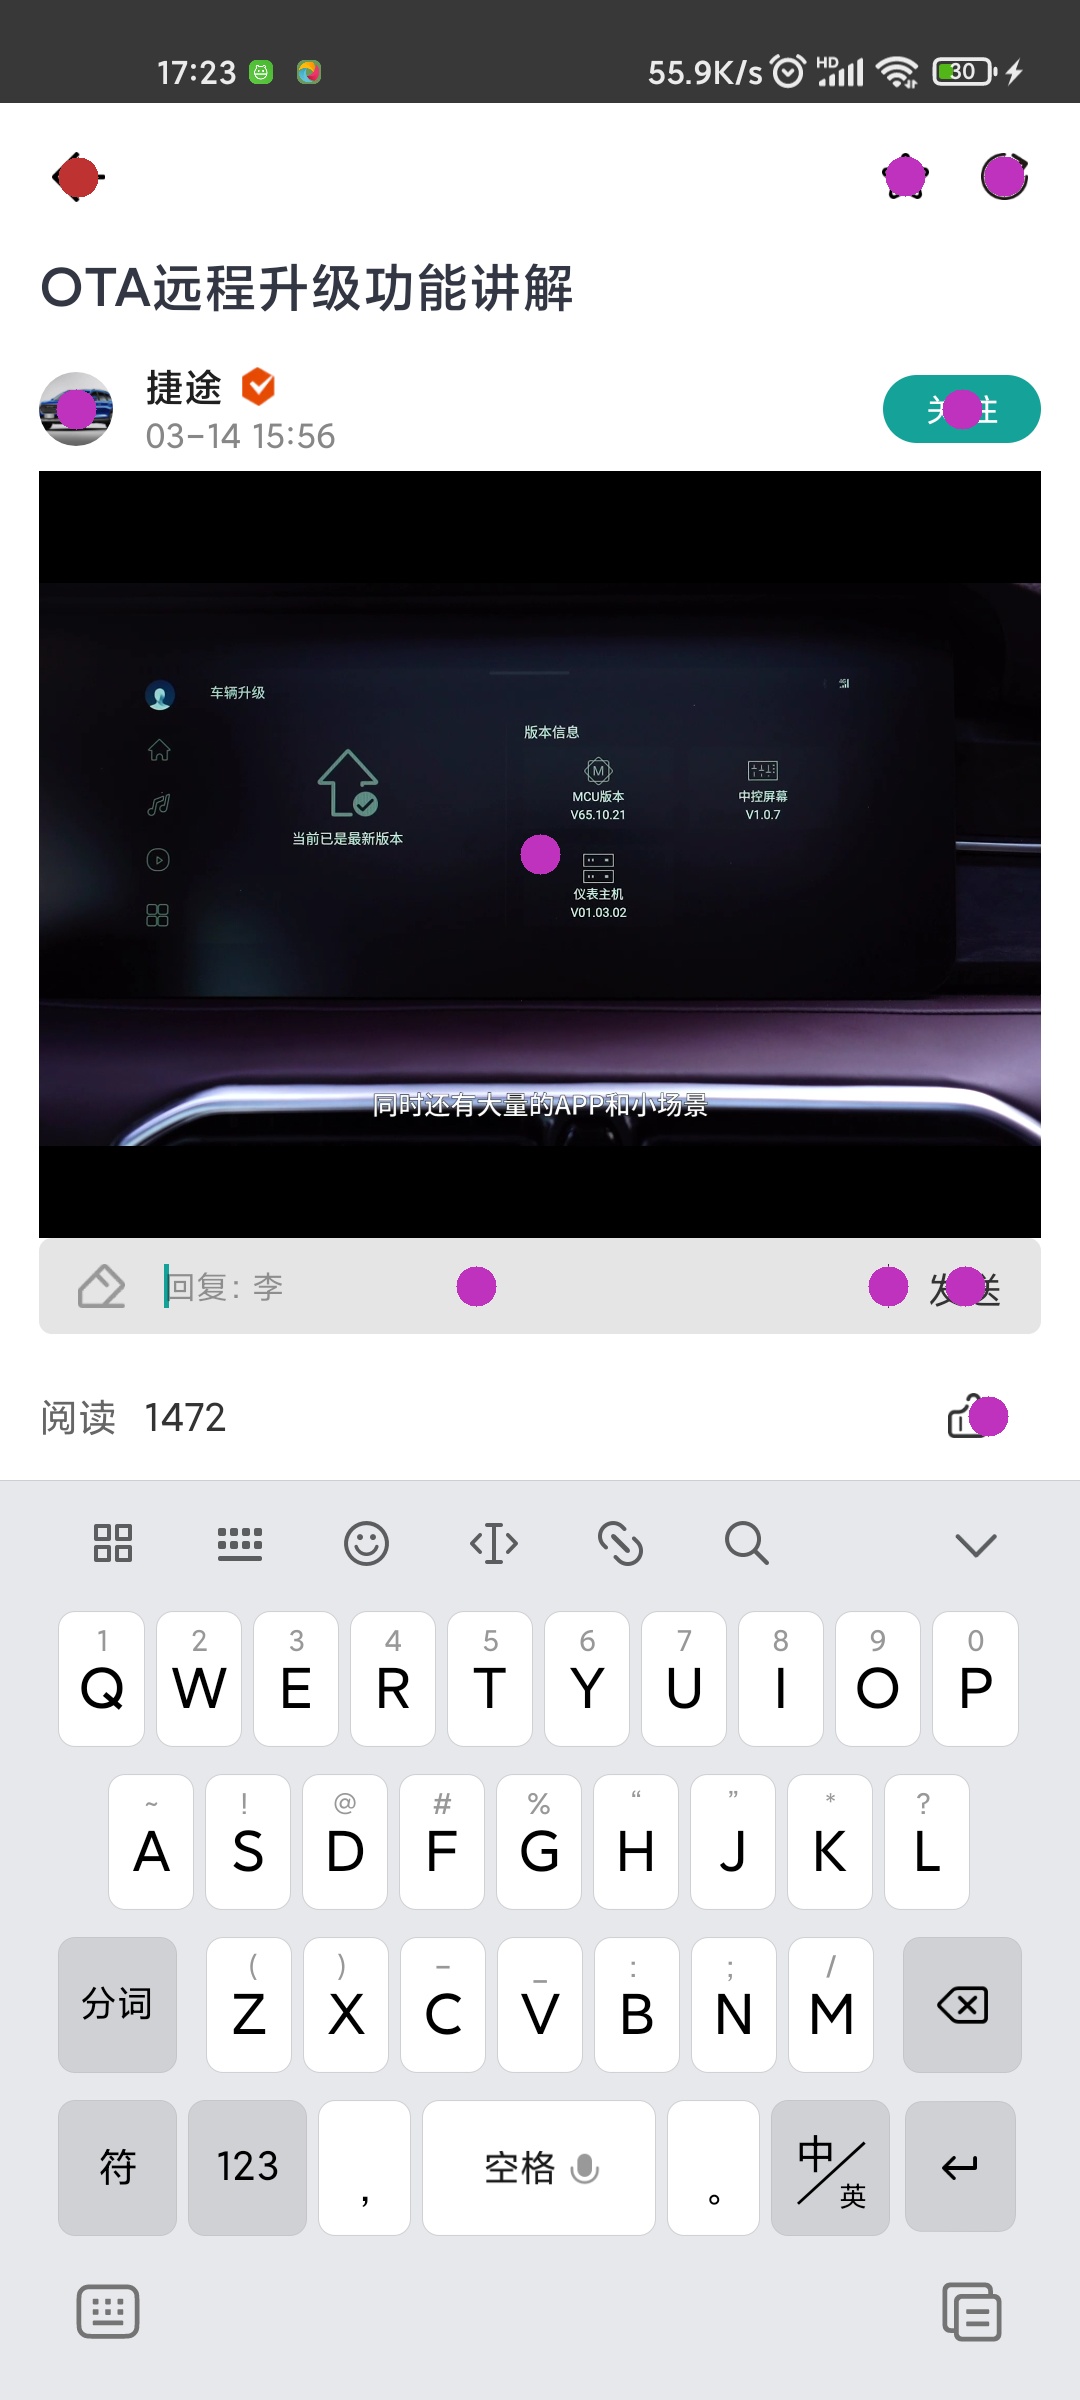 17:23
55.9K/s HD 30
OTA远程升级功能讲解
捷途
03-14 15:56
车辆升级
版本信息
M
MCU版本
V65.10.21
中控屏幕
V1.0.7
当前已是最新版本
仪表主机
V01.03.02
同时还有大量的APP和小场景
回复: 李
阅读 1472
1 2 3 4 5 6 7 8 9 0
Q W E R T Y U I O P
~ ! @ # % “ ” * ?
A S D F G H J K L
( ) – _ : ; /
分词 Z X C V B N M
符 123 , 空格 。 中/英